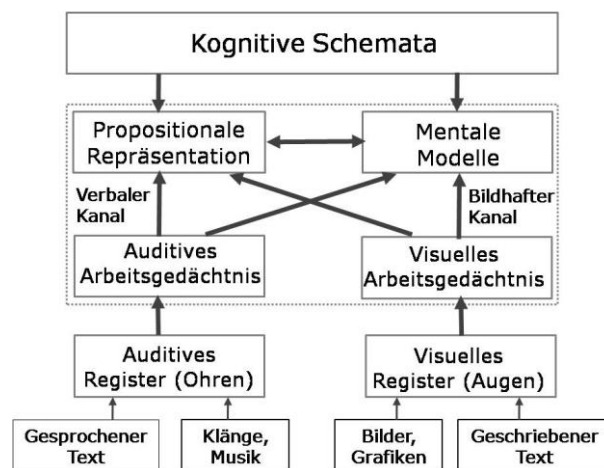 Kognitive Schemata
Propositionale
Repräsentation
Mentale
Modelle
Verbaler
Kanal
Bildhafter
Kanal
Auditives
Arbeitsgedächtnis
Visuelles
Arbeitsgedächtnis
Auditives
Register (Ohren)
Visuelles
Register (Augen)
Gesprochener
Text
Klänge,
Musik
Bilder,
Grafiken
Geschriebener
Text